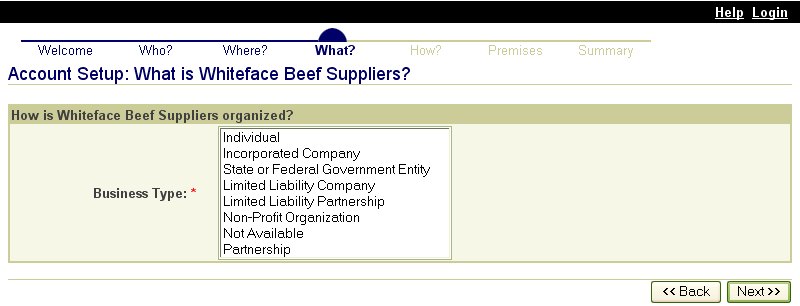 Help Login
Welcome Who? Where? What? How? Premises Summary
Account Setup: What is Whiteface Beef Suppliers?
How is Whiteface Beef Suppliers organized?
Business Type: *
Individual
Incorporated Company
State or Federal Government Entity
Limited Liability Company
Limited Liability Partnership
Non-Profit Organization
Not Available
Partnership
<< Back Next >>